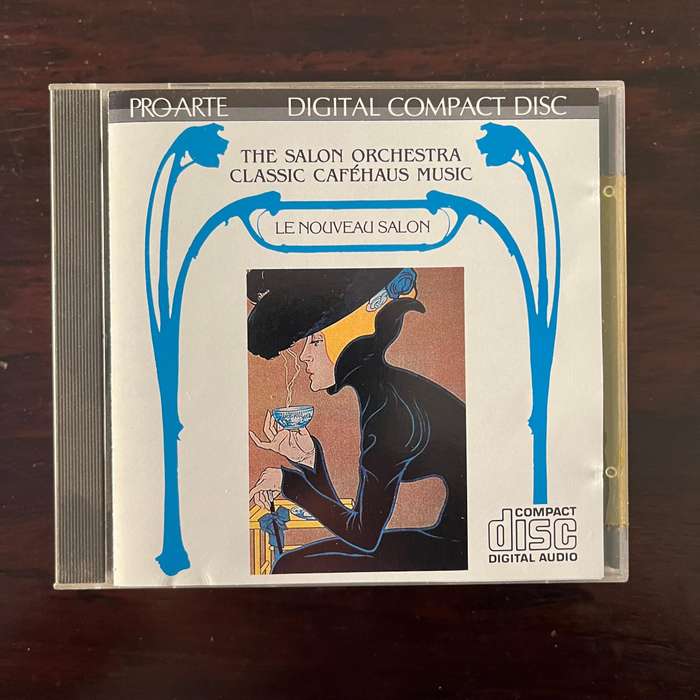 PRO-ARTE DIGITAL COMPACT DISC
THE SALON ORCHESTRA
CLASSIC CAFÉHAUS MUSIC
LE NOUVEAU SALON
COMPACT
disc
DIGITAL AUDIO